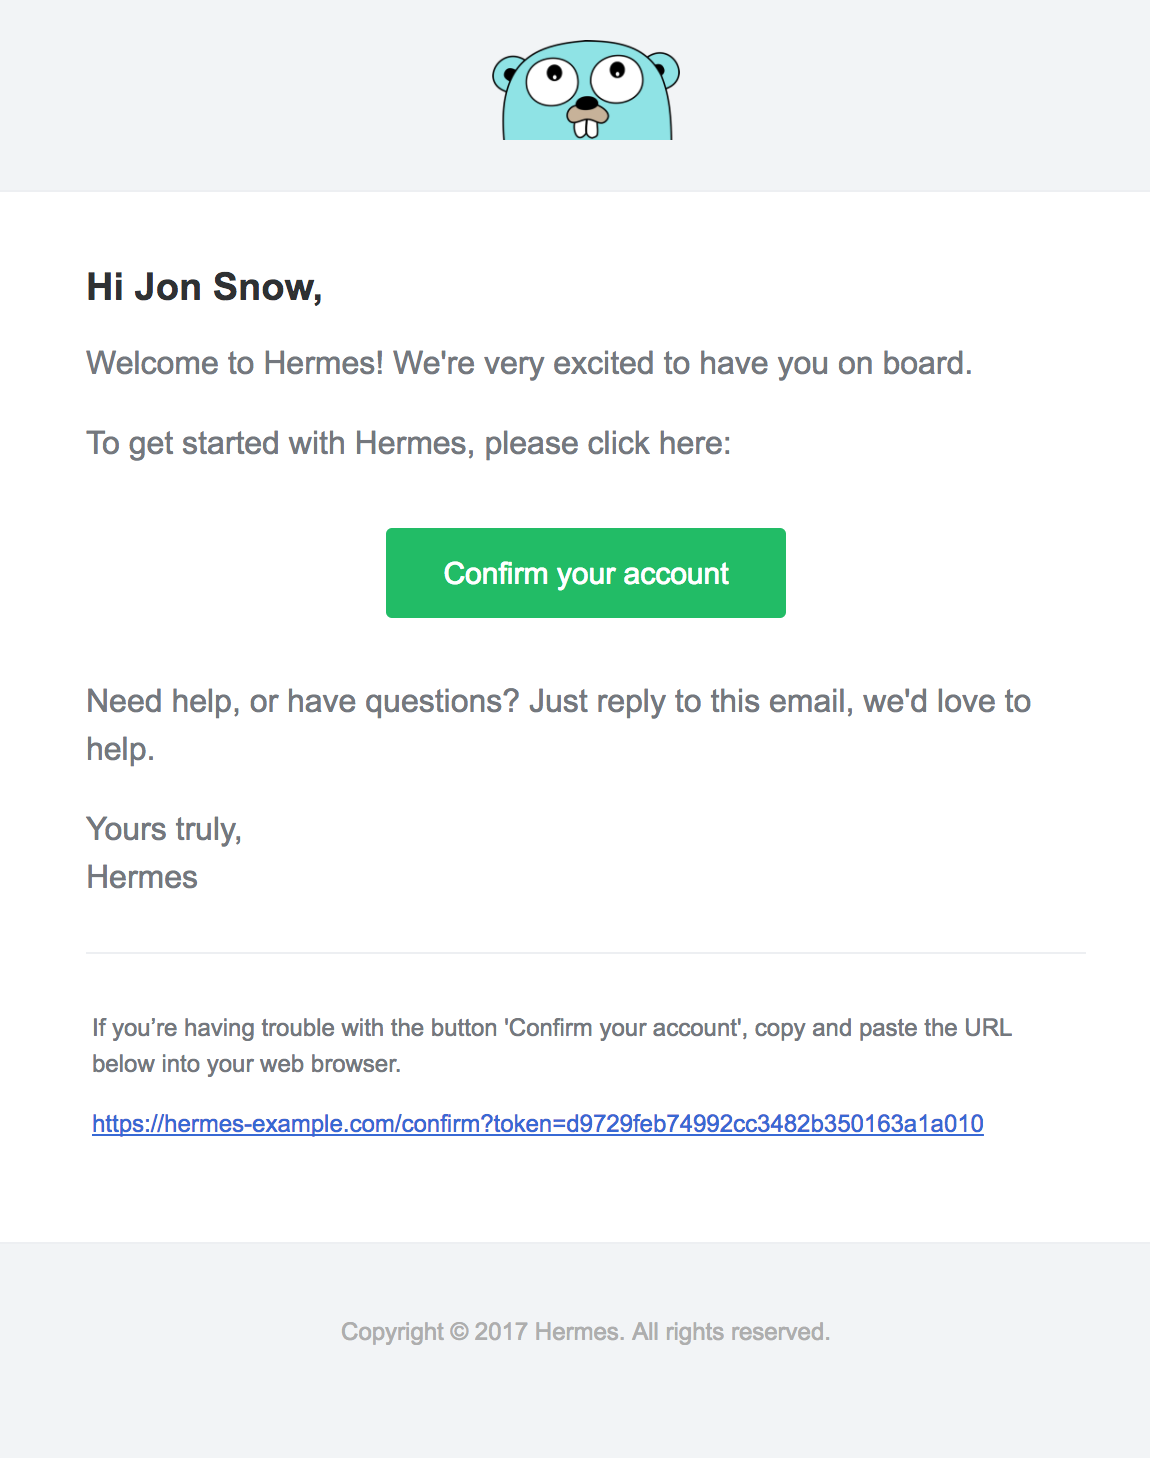 Hi Jon Snow,
Welcome to Hermes! We're very excited to have you on board.
To get started with Hermes, please click here:
Confirm your account
Need help, or have questions? Just reply to this email, we'd love to
help.
Yours truly,
Hermes
If you’re having trouble with the button 'Confirm your account', copy and paste the URL
below into your web browser.
https://hermes-example.com/confirm?token=d9729feb74992cc3482b350163a1a010
Copyright © 2017 Hermes. All rights reserved.